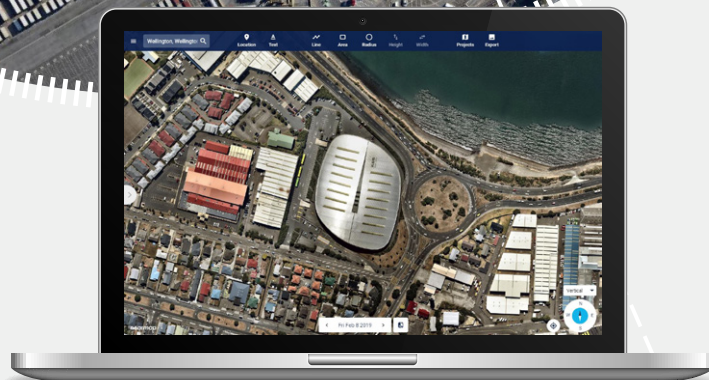 Wellington, Wellingto
Location Text Line Area Radius Height Width Projects Export
Vertical
N
Fri Feb 8 2019